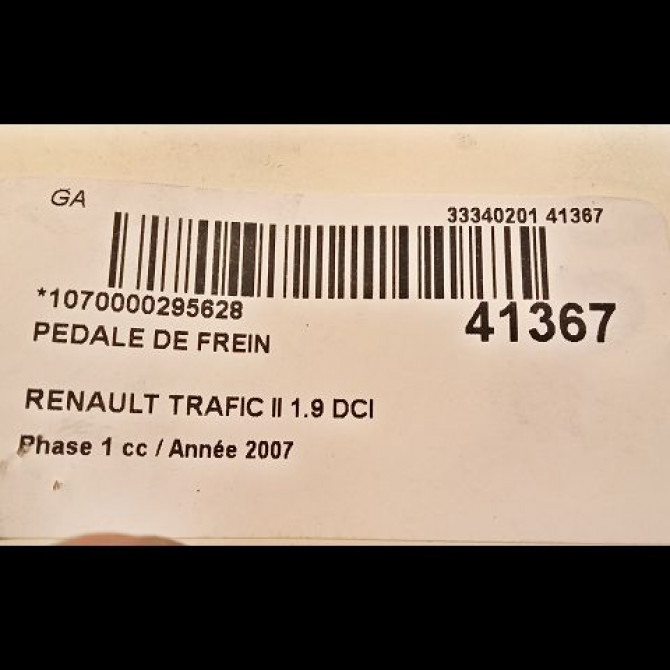 GA
33340201 41367
*1070000295628
41367
PEDALE DE FREIN
RENAULT TRAFIC II 1.9 DCI
Phase 1 cc / Année 2007